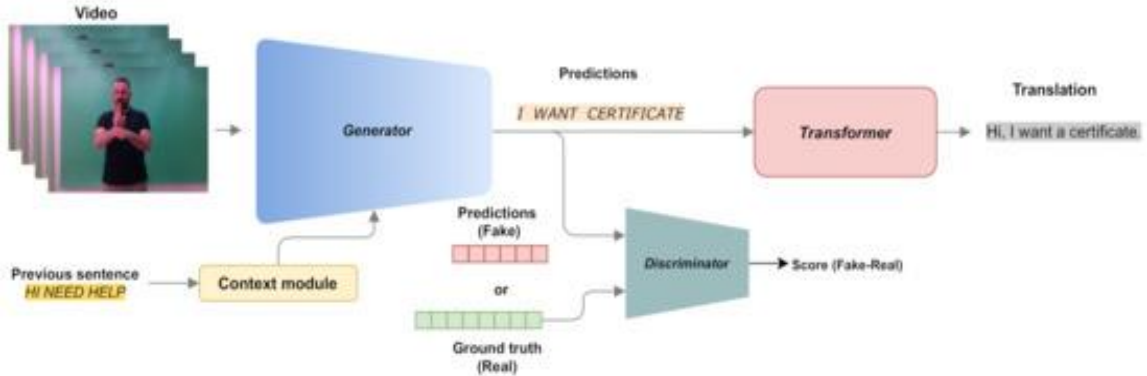 Video
Generator
Predictions
I WANT CERTIFICATE
Transformer
Translation
Hi, I want a certificate.
Previous sentence
HI NEED HELP
Context module
Predictions
(Fake)
or
Ground truth
(Real)
Discriminator
Score (Fake-Real)